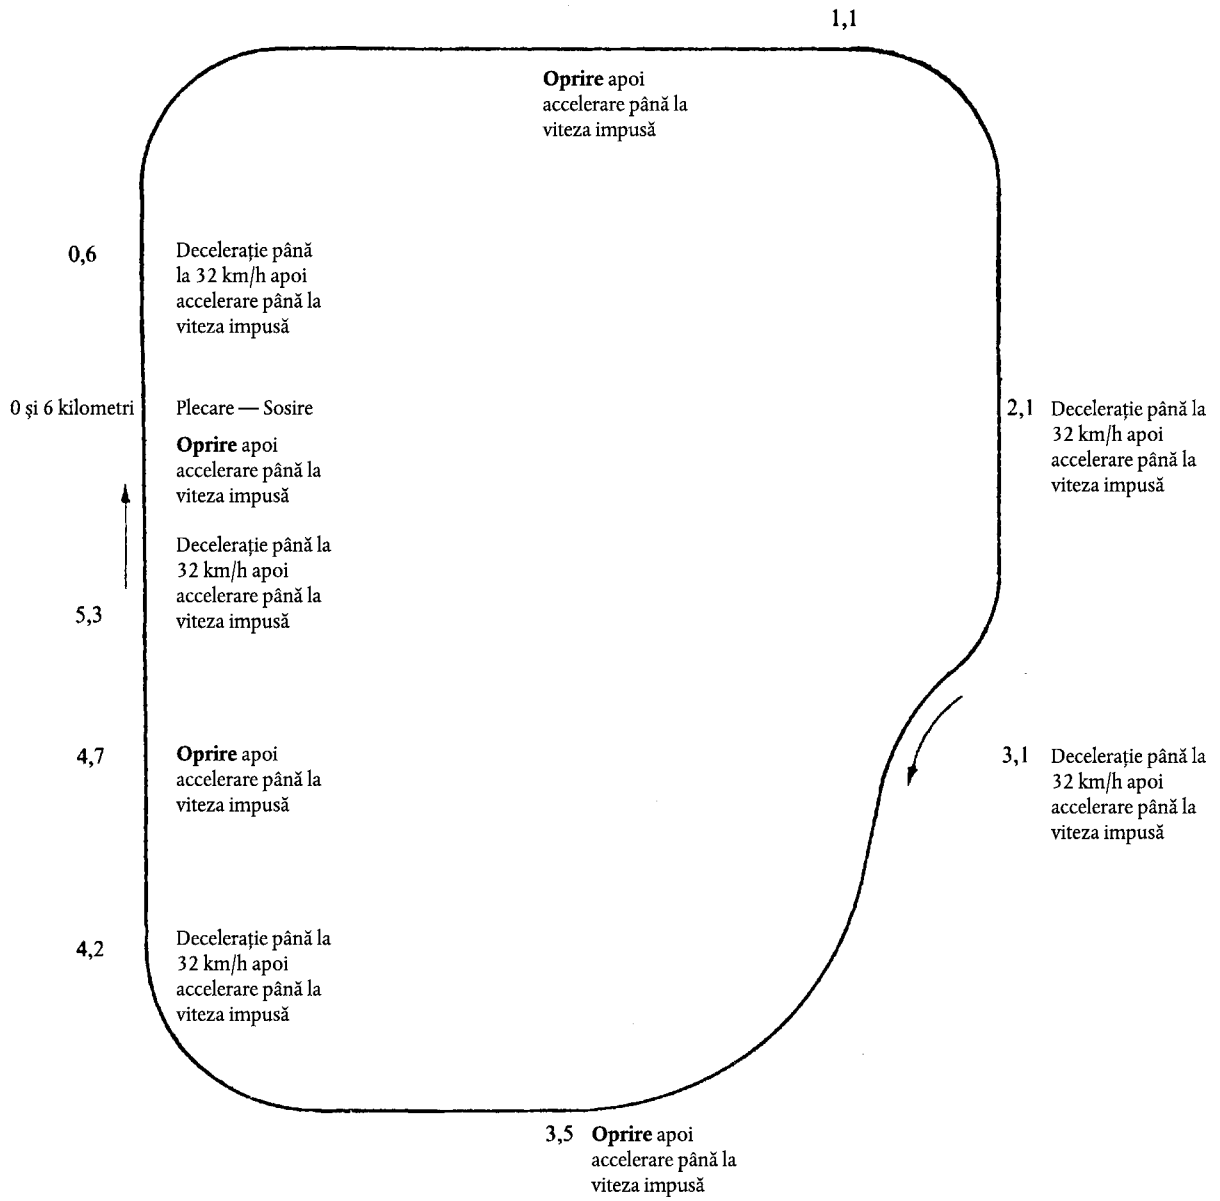 1,1
Oprire apoi
accelerare până la
viteza impusă
0,6
Deceleraţie până
la 32 km/h apoi
accelerare până la
viteza impusă
0 şi 6 kilometri
Plecare — Sosire
Oprire apoi
accelerare până la
viteza impusă
2,1
Decelerație până la
32 km/h apoi
accelerare până la
viteza impusă
5,3
Decelerație până la
32 km/h apoi
accelerare până la
viteza impusă
4,7
Oprire apoi
accelerare până la
viteza impusă
3,1
Decelerație până la
32 km/h apoi
accelerare până la
viteza impusă
4,2
Decelerație până la
32 km/h apoi
accelerare până la
viteza impusă
3,5
Oprire apoi
accelerare până la
viteza impusă